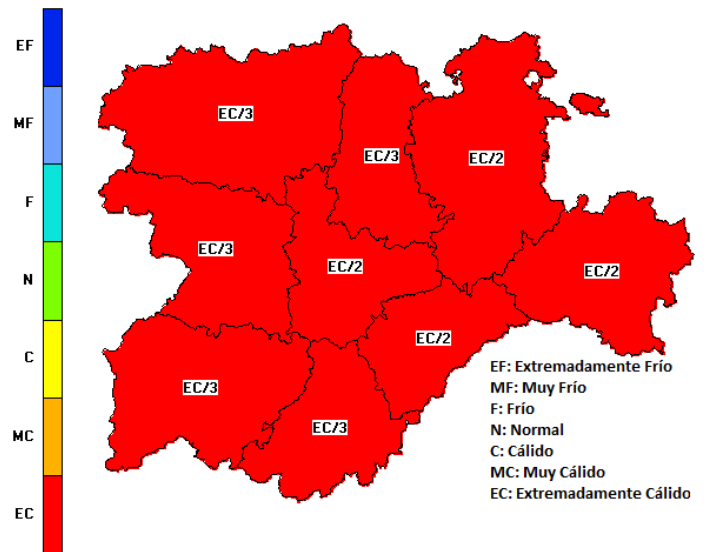 EF
MF
F
N
C
MC
EC
EC/3
EC/3
EC/2
EC/3
EC/2
EC/2
EC/2
EC/3
EC/3
EF: Extremadamente Frío
MF: Muy Frío
F: Frío
N: Normal
C: Cálido
MC: Muy Cálido
EC: Extremadamente Cálido